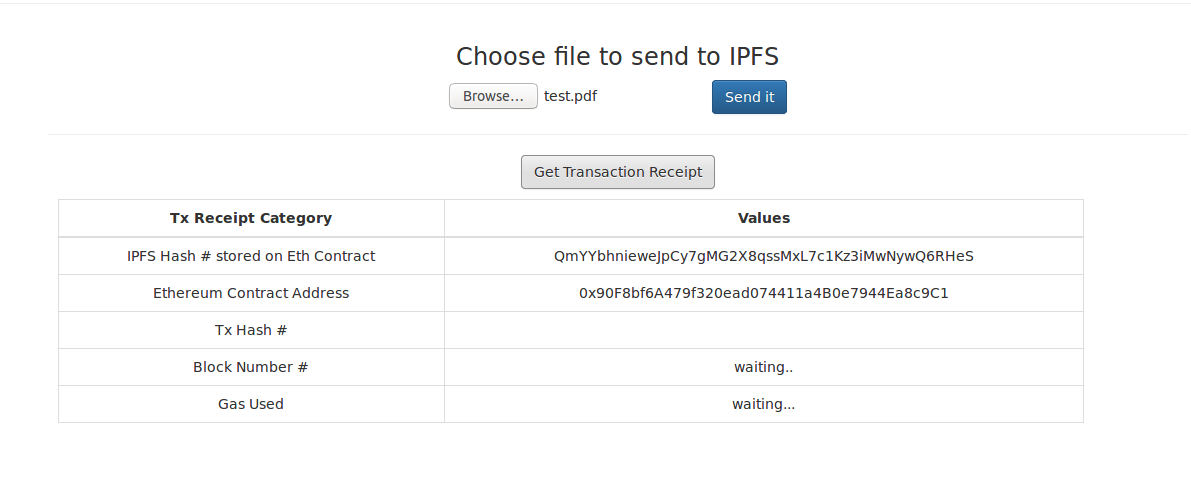 Choose file to send to IPFS
Browse... test.pdf Send it
Get Transaction Receipt
Tx Receipt Category Values
IPFS Hash # stored on Eth Contract QmYYbhnieweJpCy7gMG2X8qssMxL7c1Kz3iMwNywQ6RHeS
Ethereum Contract Address 0x90F8bf6A479f320ead074411a4B0e7944Ea8c9C1
Tx Hash #
Block Number # waiting..
Gas Used waiting...